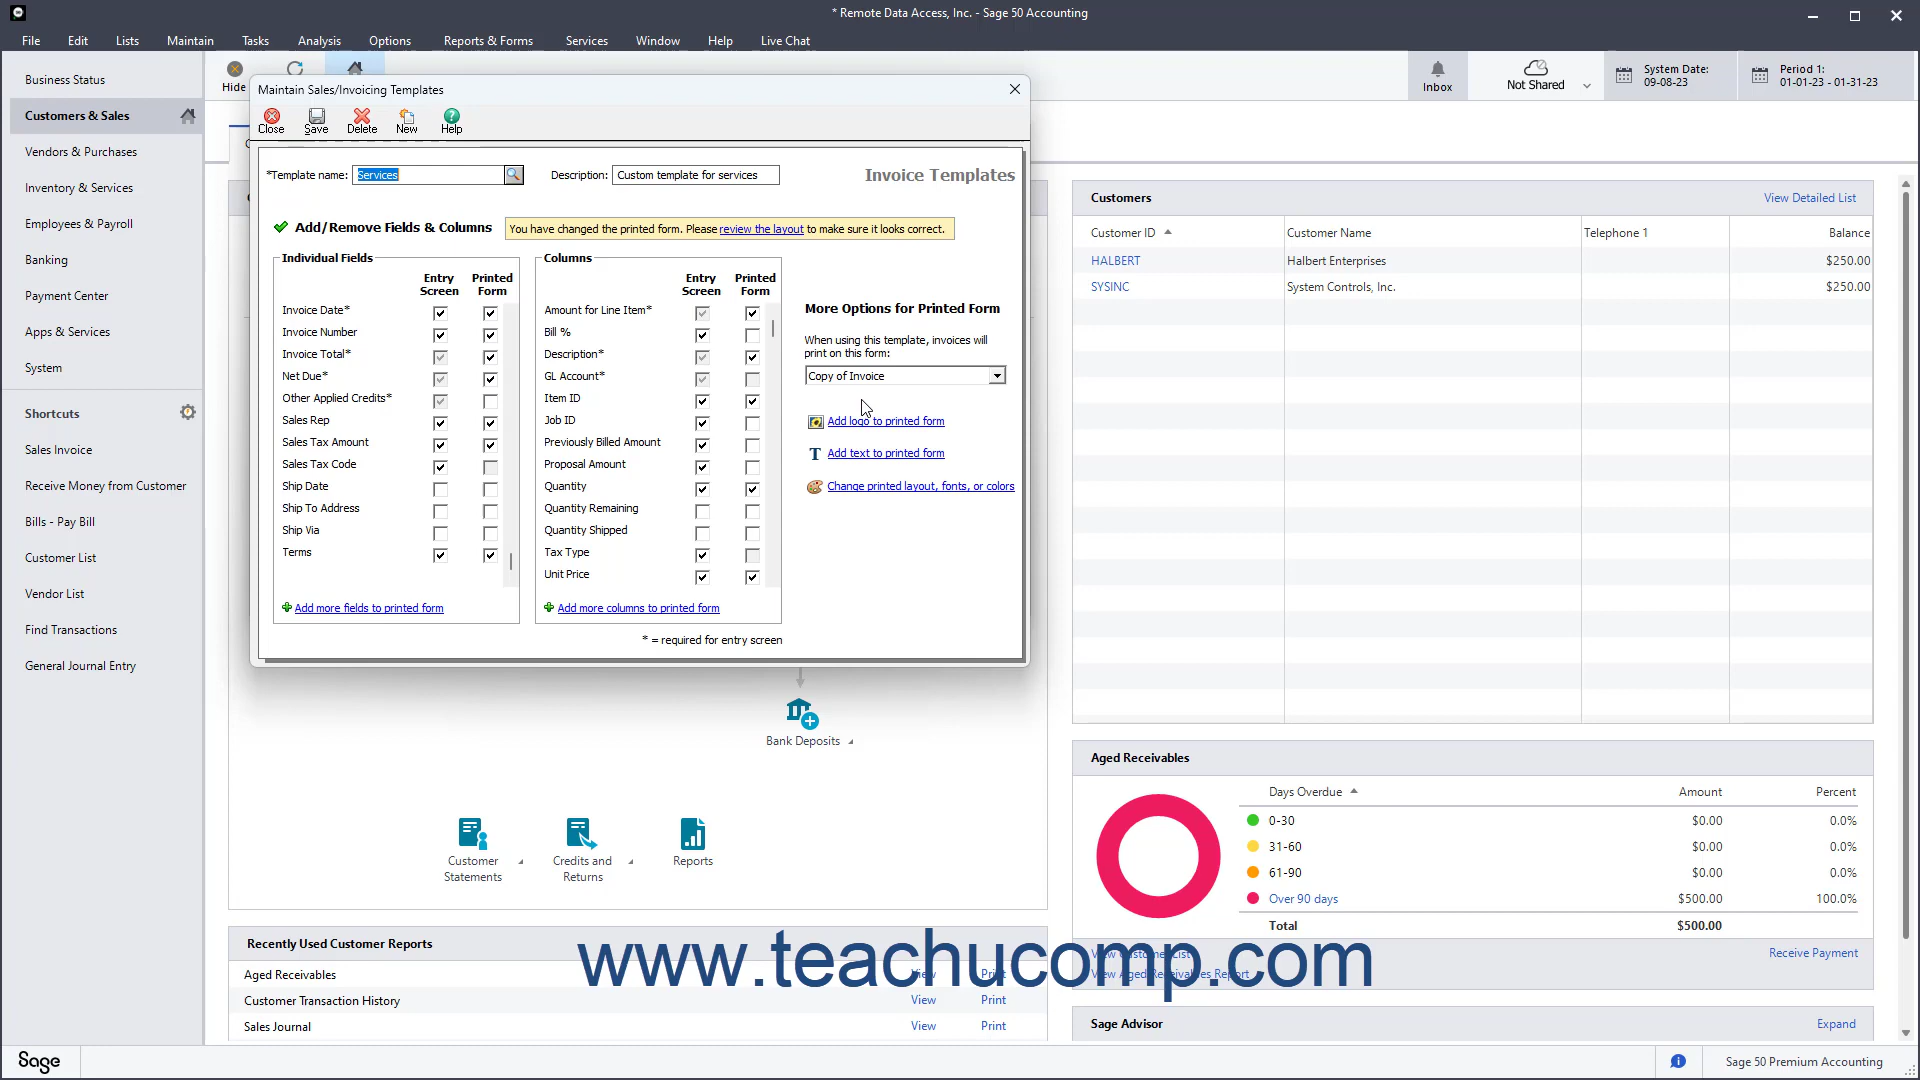 * Remote Data Access, Inc. - Sage 50 Accounting
File Edit Lists Maintain Tasks Analysis Options Reports & Forms Services Window Help Live Chat
Business Status
Customers & Sales
Vendors & Purchases
Inventory & Services
Employees & Payroll
Banking
Payment Center
Apps & Services
System
Shortcuts
Sales Invoice
Receive Money from Customer
Bills - Pay Bill
Customer List
Vendor List
Find Transactions
General Journal Entry
Hide
Inbox
Not Shared
System Date:
09-08-23
Period 1:
01-01-23 - 01-31-23
Maintain Sales/Invoicing Templates
Close Save Delete New Help
*Template name: Services Description: Custom template for services Invoice Templates
Add/Remove Fields & Columns You have changed the printed form. Please review the layout to make sure it looks correct.
Individual Fields
Entry Screen Printed Form
Invoice Date*
Invoice Number
Invoice Total*
Net Due*
Other Applied Credits*
Sales Rep
Sales Tax Amount
Sales Tax Code
Ship Date
Ship To Address
Ship Via
Terms
Add more fields to printed form
Columns
Entry Screen Printed Form
Amount for Line Item*
Bill %
Description*
GL Account*
Item ID
Job ID
Previously Billed Amount
Proposal Amount
Quantity
Quantity Remaining
Quantity Shipped
Tax Type
Unit Price
Add more columns to printed form
* = required for entry screen
More Options for Printed Form
When using this template, invoices will
print on this form:
Copy of Invoice
Add logo to printed form
T Add text to printed form
Change printed layout, fonts, or colors
Bank Deposits
Customer Statements
Credits and Returns
Reports
Recently Used Customer Reports
Aged Receivables View Print
Customer Transaction History View Print
Sales Journal View Print
Customers View Detailed List
Customer ID Customer Name Telephone 1 Balance
HALBERT Halbert Enterprises $250.00
SYSINC System Controls, Inc. $250.00
Aged Receivables
Days Overdue Amount Percent
0-30 $0.00 0.0%
31-60 $0.00 0.0%
61-90 $0.00 0.0%
Over 90 days $500.00 100.0%
Total $500.00
View Customer List Receive Payment
View Aged Receivables Report
www.teachucomp.com
Sage Advisor Expand
Sage
Sage 50 Premium Accounting